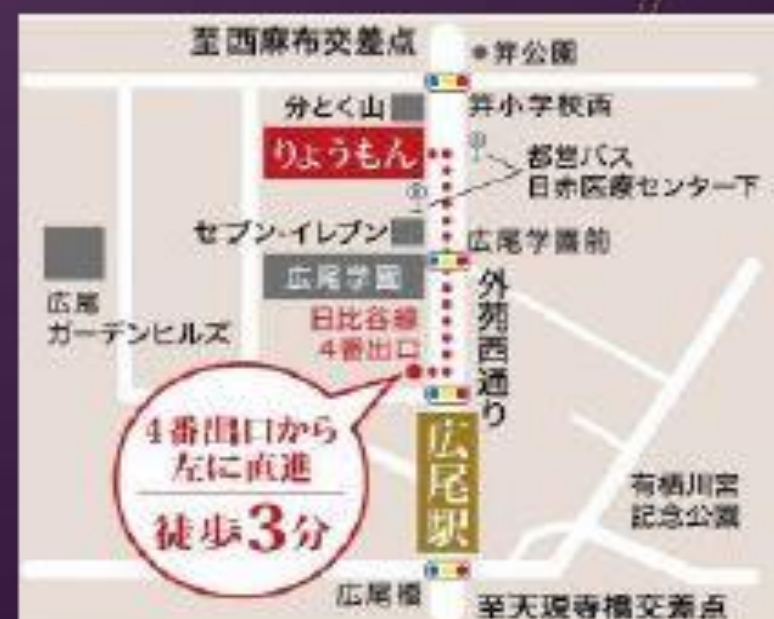 至西麻布交差点
笄公園
分とく山
笄小学校西
りょうもん
都営バス
日赤医療センター下
セブン-イレブン
広尾学園前
広尾学園
広尾
ガーデンヒルズ
日比谷線
4番出口
外苑西通り
4番出口から
左に直進
徒歩3分
広尾駅
有栖川宮
記念公園
広尾橋
至天現寺橋交差点